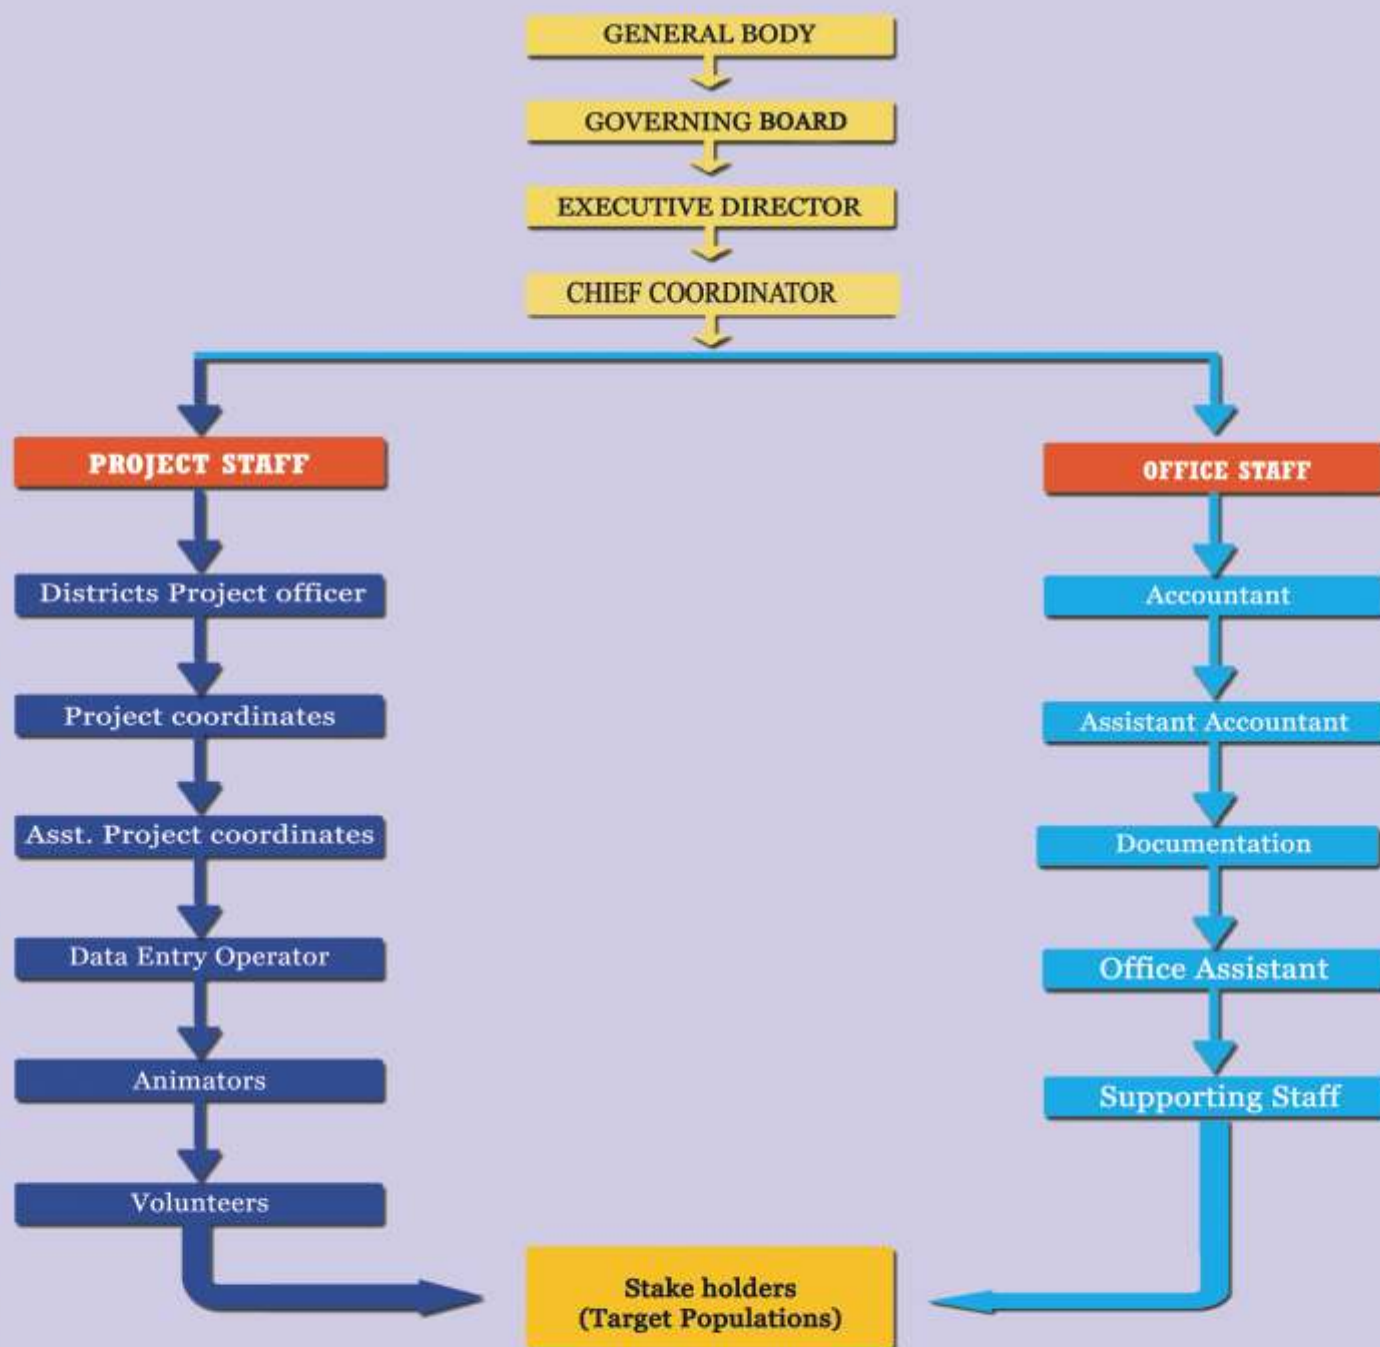 GENERAL BODY
GOVERNING BOARD
EXECUTIVE DIRECTOR
CHIEF COORDINATOR
PROJECT STAFF
Districts Project officer
Project coordinates
Asst. Project coordinates
Data Entry Operator
Animators
Volunteers
OFFICE STAFF
Accountant
Assistant Accountant
Documentation
Office Assistant
Supporting Staff
Stake holders
(Target Populations)